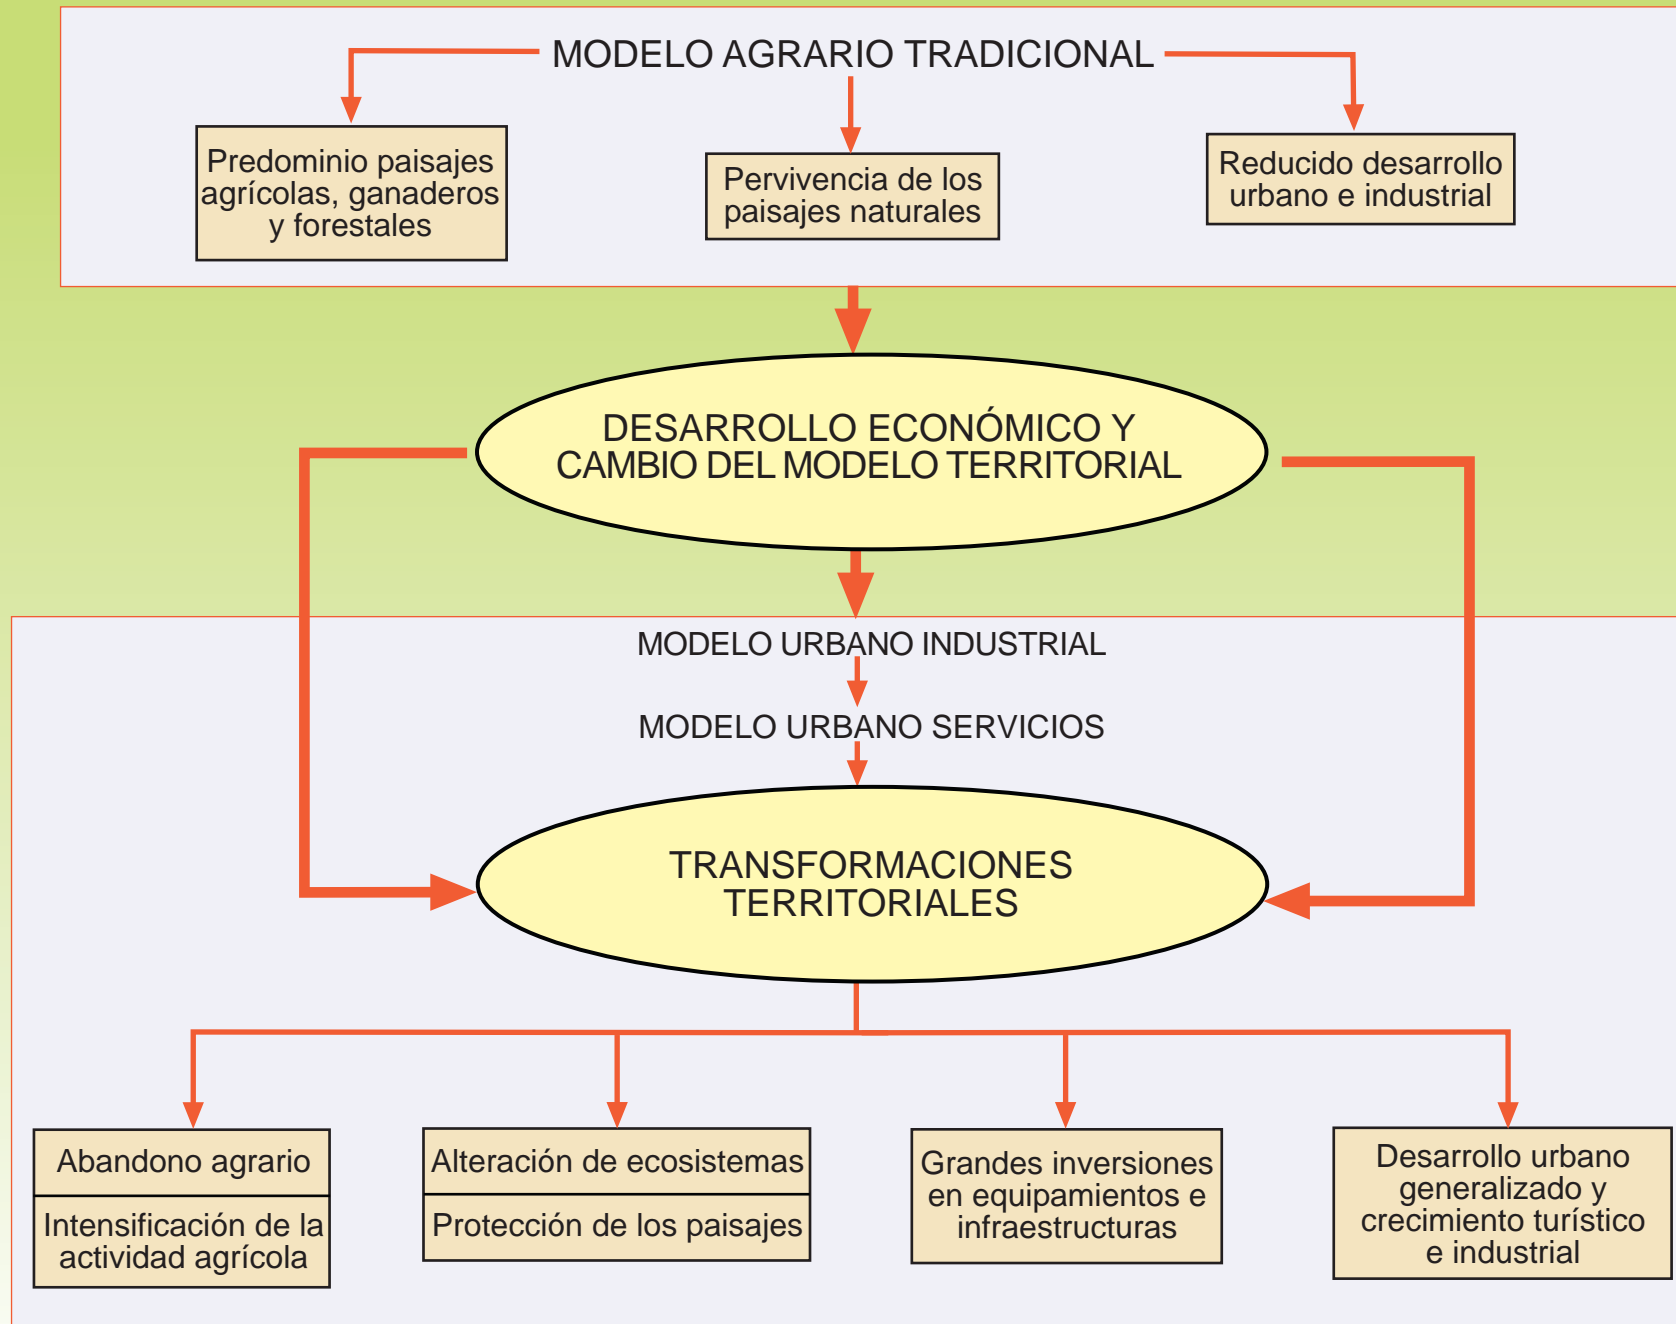 MODELO AGRARIO TRADICIONAL
Predominio paisajes
agrícolas, ganaderos
y forestales
Pervivencia de los
paisajes naturales
Reducido desarrollo
urbano e industrial
DESARROLLO ECONÓMICO Y
CAMBIO DEL MODELO TERRITORIAL
MODELO URBANO INDUSTRIAL
MODELO URBANO SERVICIOS
TRANSFORMACIONES
TERRITORIALES
Abandono agrario
Intensificación de la
actividad agrícola
Alteración de ecosistemas
Protección de los paisajes
Grandes inversiones
en equipamientos e
infraestructuras
Desarrollo urbano
generalizado y
crecimiento turístico
e industrial